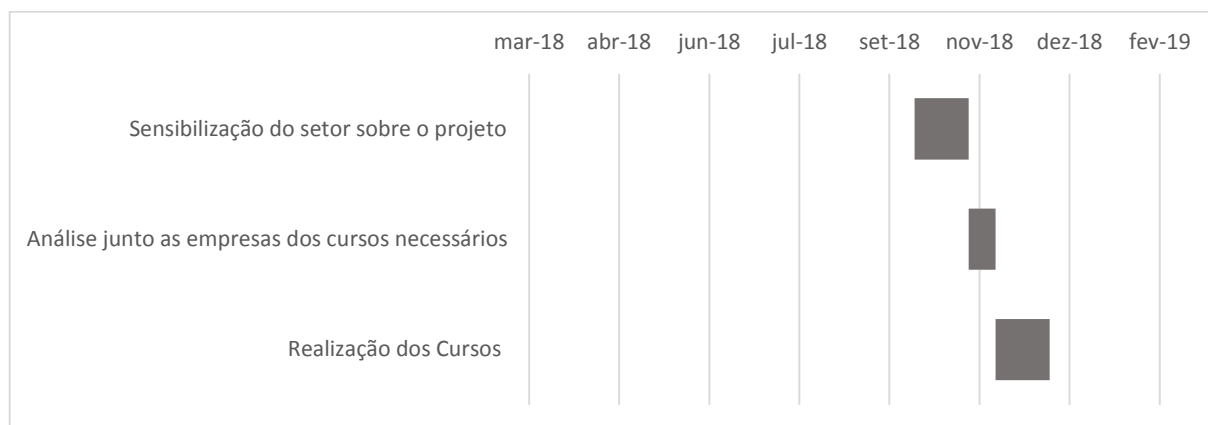 mar-18 abr-18 jun-18 jul-18 set-18 nov-18 dez-18 fev-19
Sensibilização do setor sobre o projeto
Análise junto as empresas dos cursos necessários
Realização dos Cursos